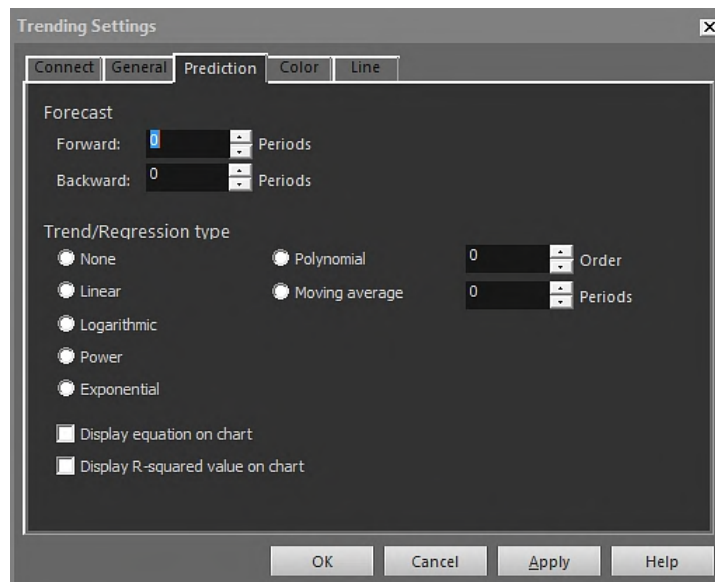 Trending Settings
Connect General Prediction Color Line
Forecast
Forward: 0 Periods
Backward: 0 Periods
Trend/Regression type
None Polynomial 0 Order
Linear Moving average 0 Periods
Logarithmic
Power
Exponential
Display equation on chart
Display R-squared value on chart
OK Cancel Apply Help